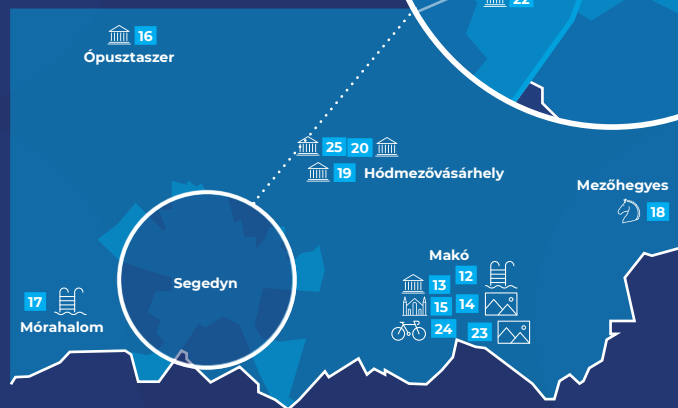 22
16
Ópusztaszer
25 20
19 Hódmezővásárhely
Mezőhegyes
18
Makó
12
13
Segedyn
17
15 14
Mórahalom
24 23